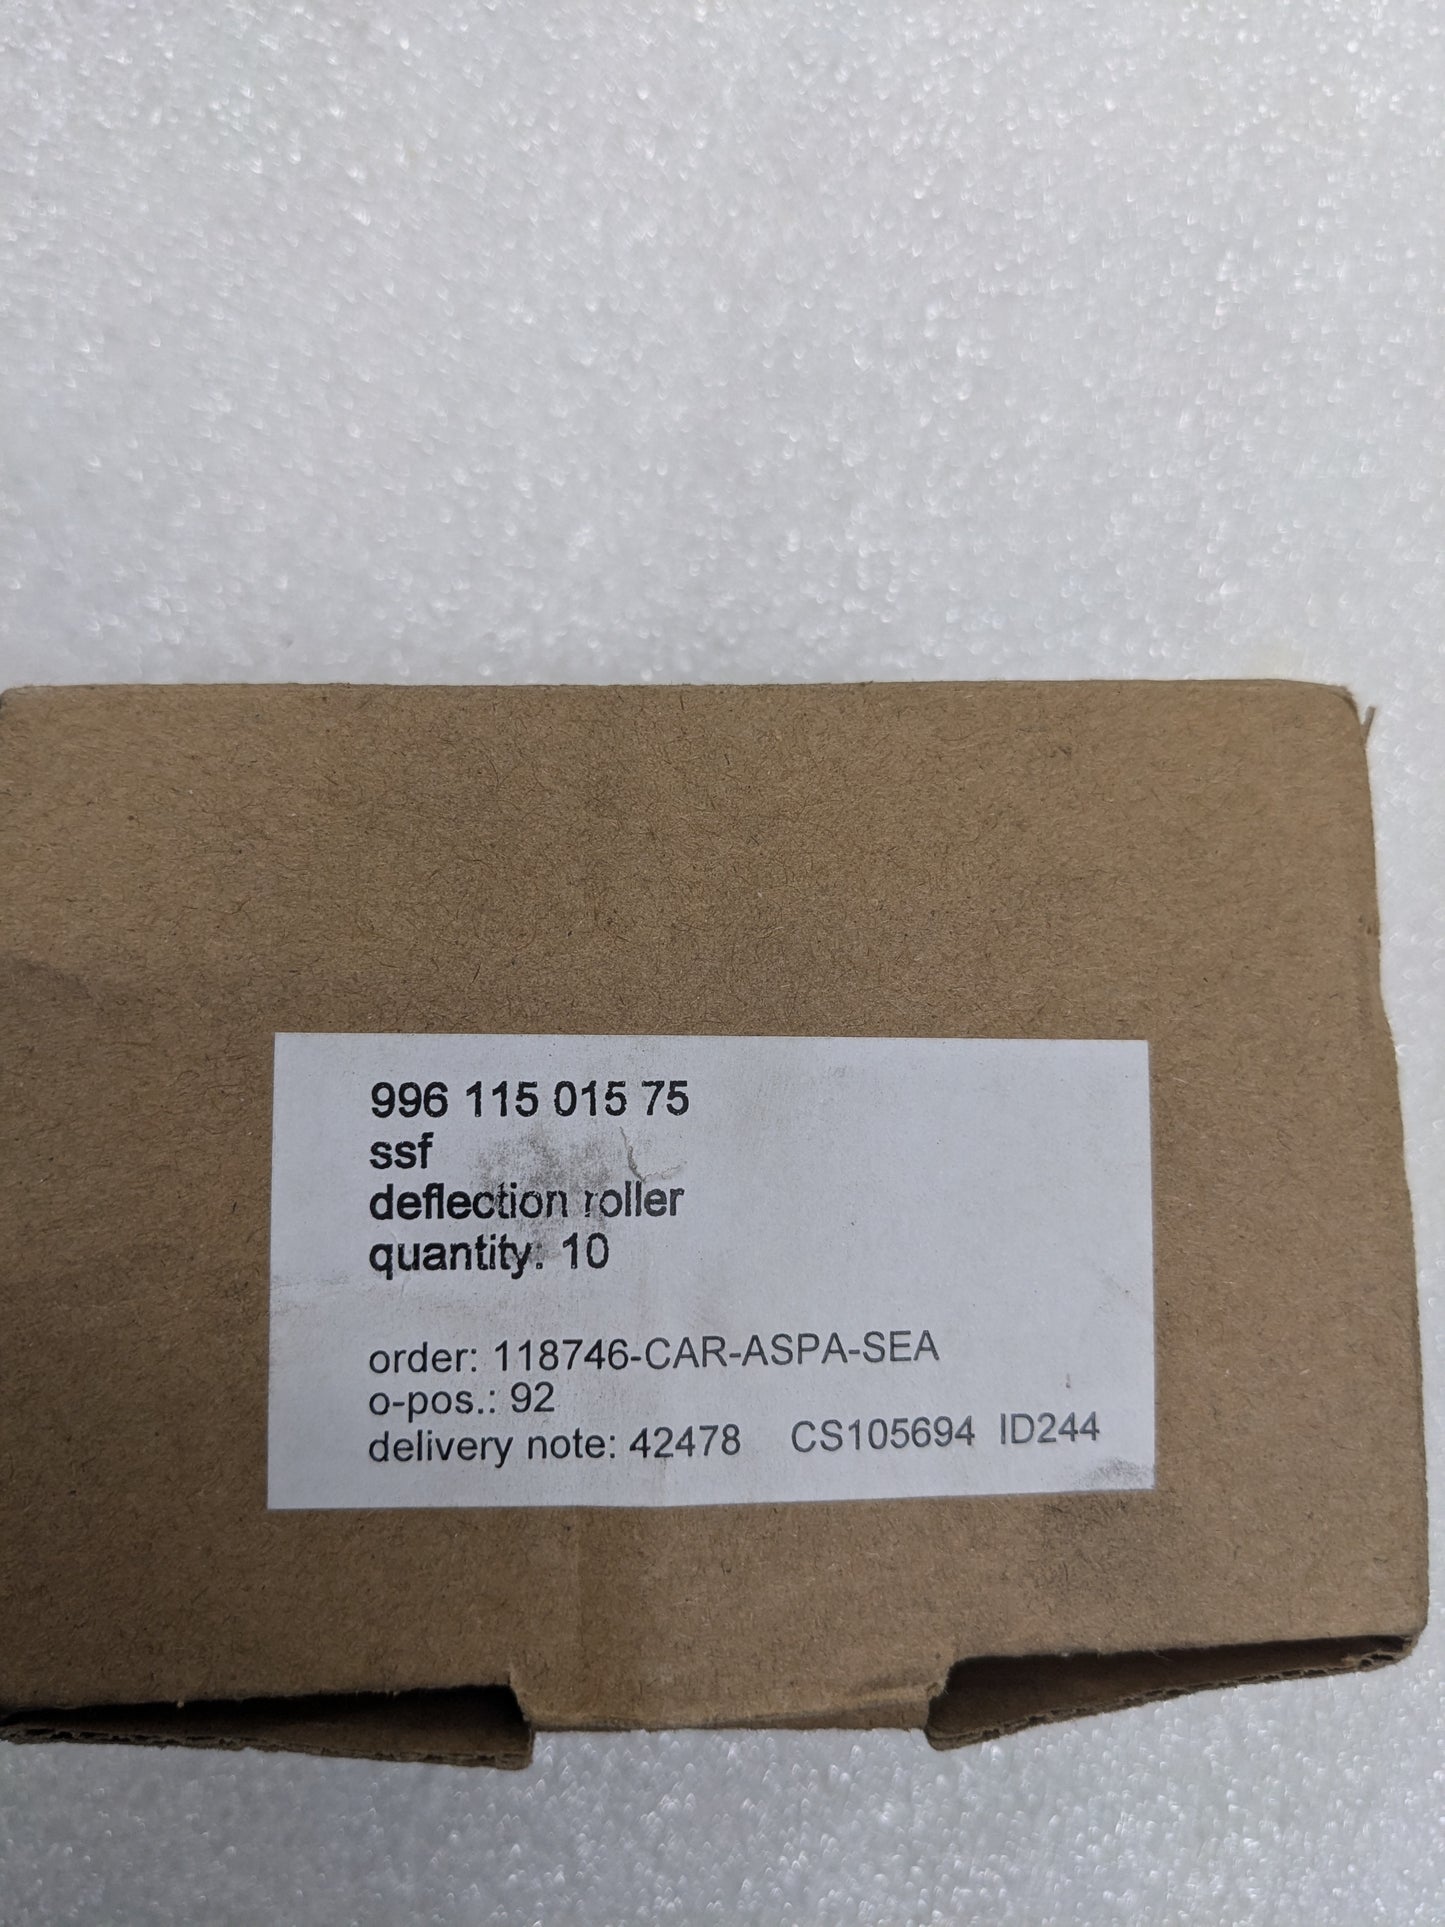 996 115 015 75
ssf
deflection roller
quantity: 10
order: 118746-CAR-ASPA-SEA
o-pos.: 92
delivery note: 42478 CS105694 ID244